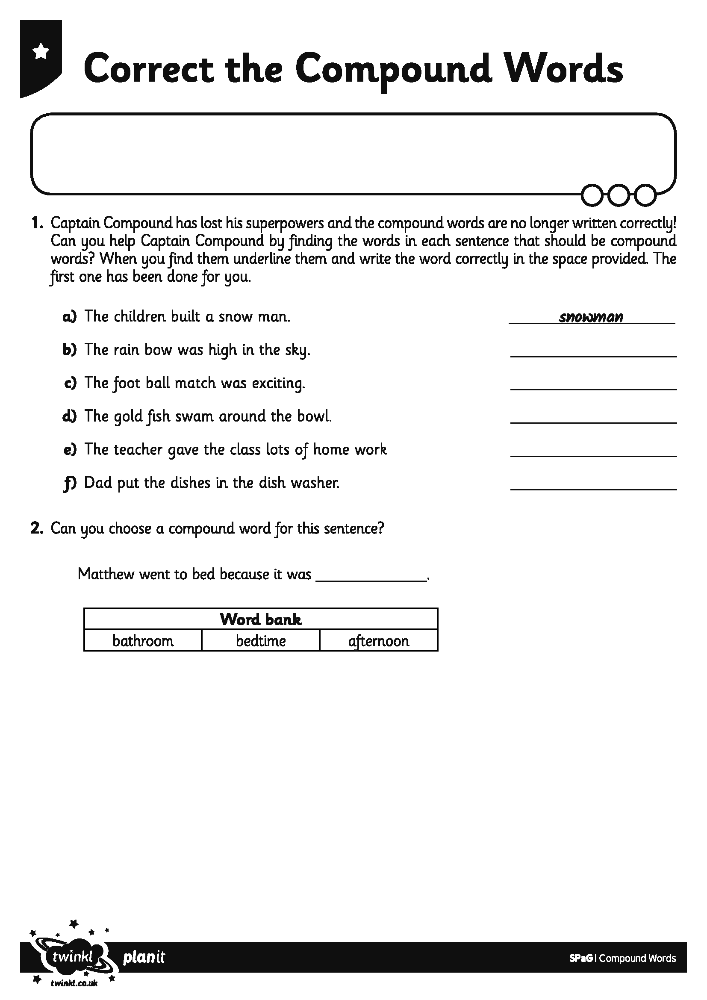 Correct the Compound Words
1. Captain Compound has lost his superpowers and the compound words are no longer written correctly!
Can you help Captain Compound by finding the words in each sentence that should be compound
words? When you find them underline them and write the word correctly in the space provided. The
first one has been done for you.
a) The children built a snow man. snowman
b) The rain bow was high in the sky.
c) The foot ball match was exciting.
d) The gold fish swam around the bowl.
e) The teacher gave the class lots of home work
f) Dad put the dishes in the dish washer.
2. Can you choose a compound word for this sentence?
Matthew went to bed because it was ______________.
Word bank
bathroom bedtime afternoon
twinkl planit SPaG | Compound Words
twinkl.co.uk